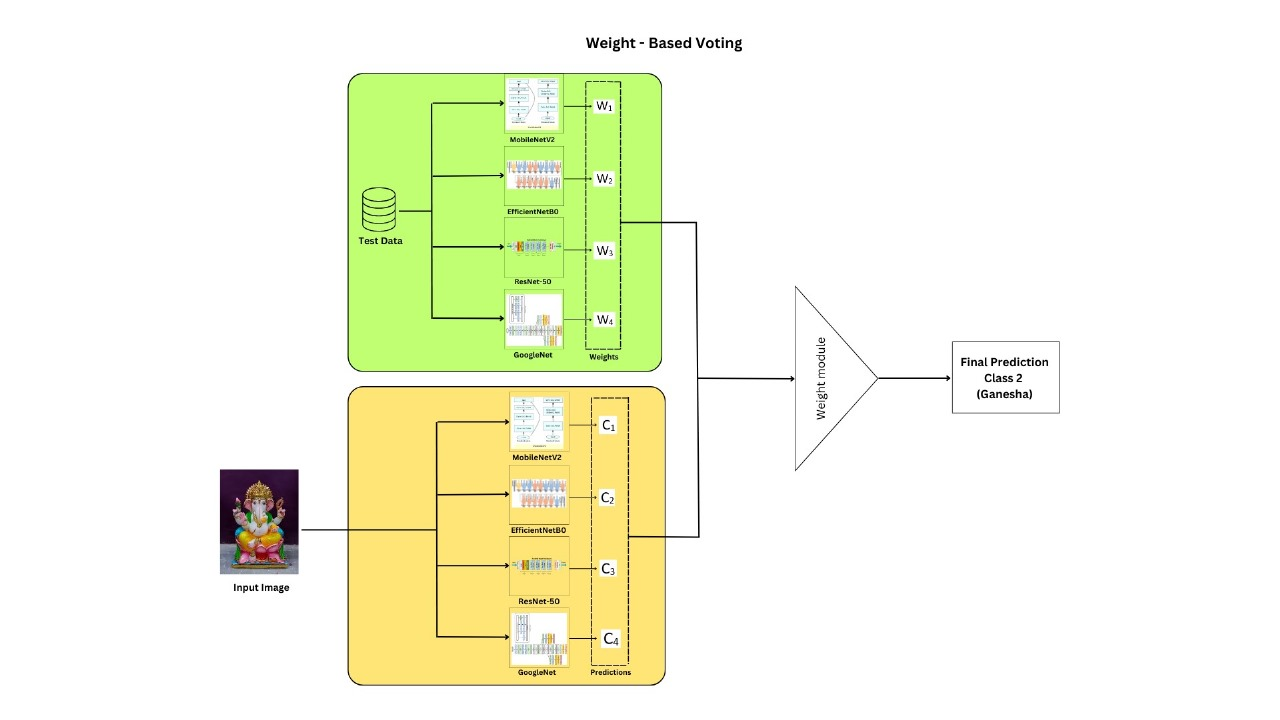 Weight - Based Voting
MobileNetV2
W1
EfficientNetB0
W2
Test Data
ResNet-50
W3
GoogleNet
W4
Weights
MobileNetV2
C1
EfficientNetB0
C2
ResNet-50
C3
GoogleNet
C4
Predictions
Input Image
Weight module
Final Prediction
Class 2
(Ganesha)